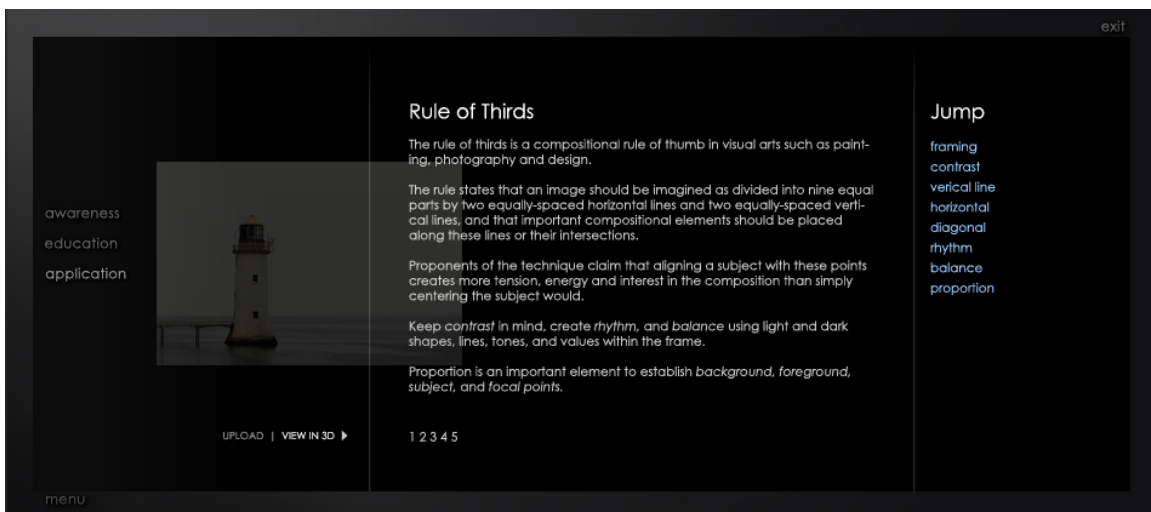 exit
awareness
education
application
UPLOAD | VIEW IN 3D
Rule of Thirds
The rule of thirds is a compositional rule of thumb in visual arts such as paint-
ing, photography and design.
The rule states that an image should be imagined as divided into nine equal
parts by two equally-spaced horizontal lines and two equally-spaced verti-
cal lines, and that important compositional elements should be placed
along these lines or their intersections.
Proponents of the technique claim that aligning a subject with these points
creates more tension, energy and interest in the composition than simply
centering the subject would.
Keep contrast in mind, create rhythm, and balance using light and dark
shapes, lines, tones, and values within the frame.
Proportion is an important element to establish background, foreground,
subject, and focal points.
1 2 3 4 5
Jump
framing
contrast
verical line
horizontal
diagonal
rhythm
balance
proportion
menu